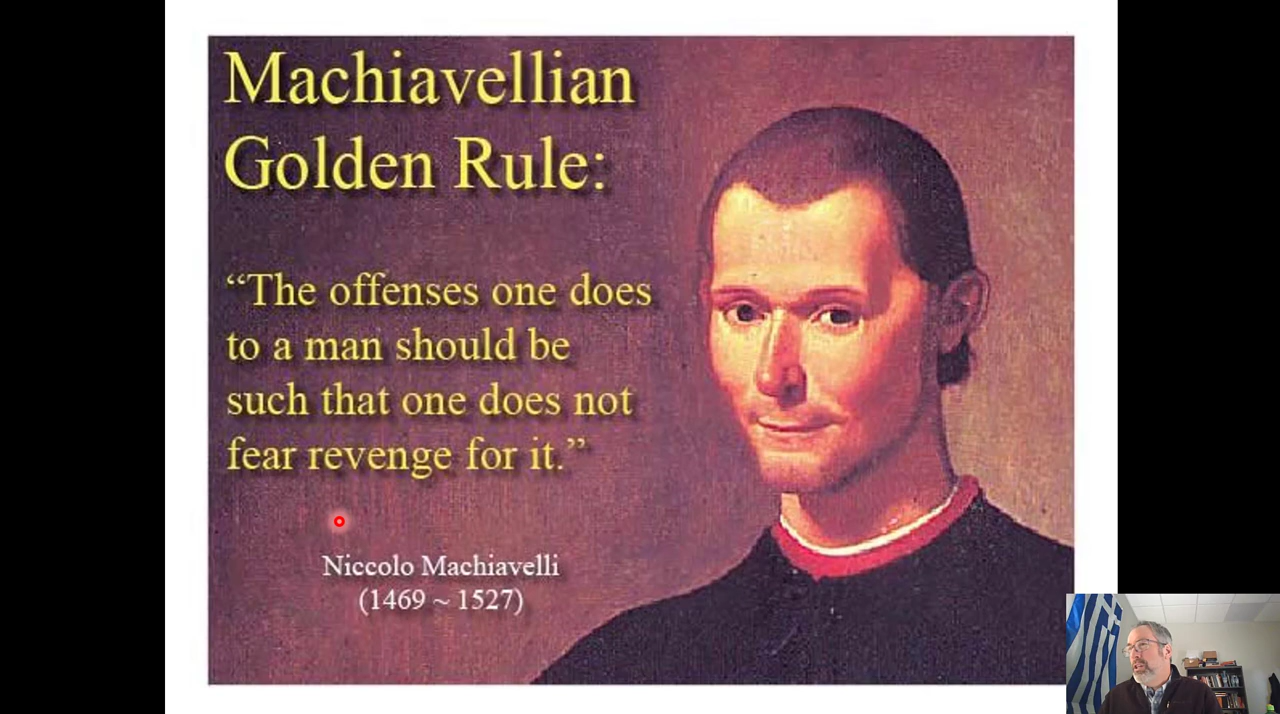 Machiavellian
Golden Rule:
“The offenses one does
to a man should be
such that one does not
fear revenge for it.”
Niccolo Machiavelli
(1469 ~ 1527)